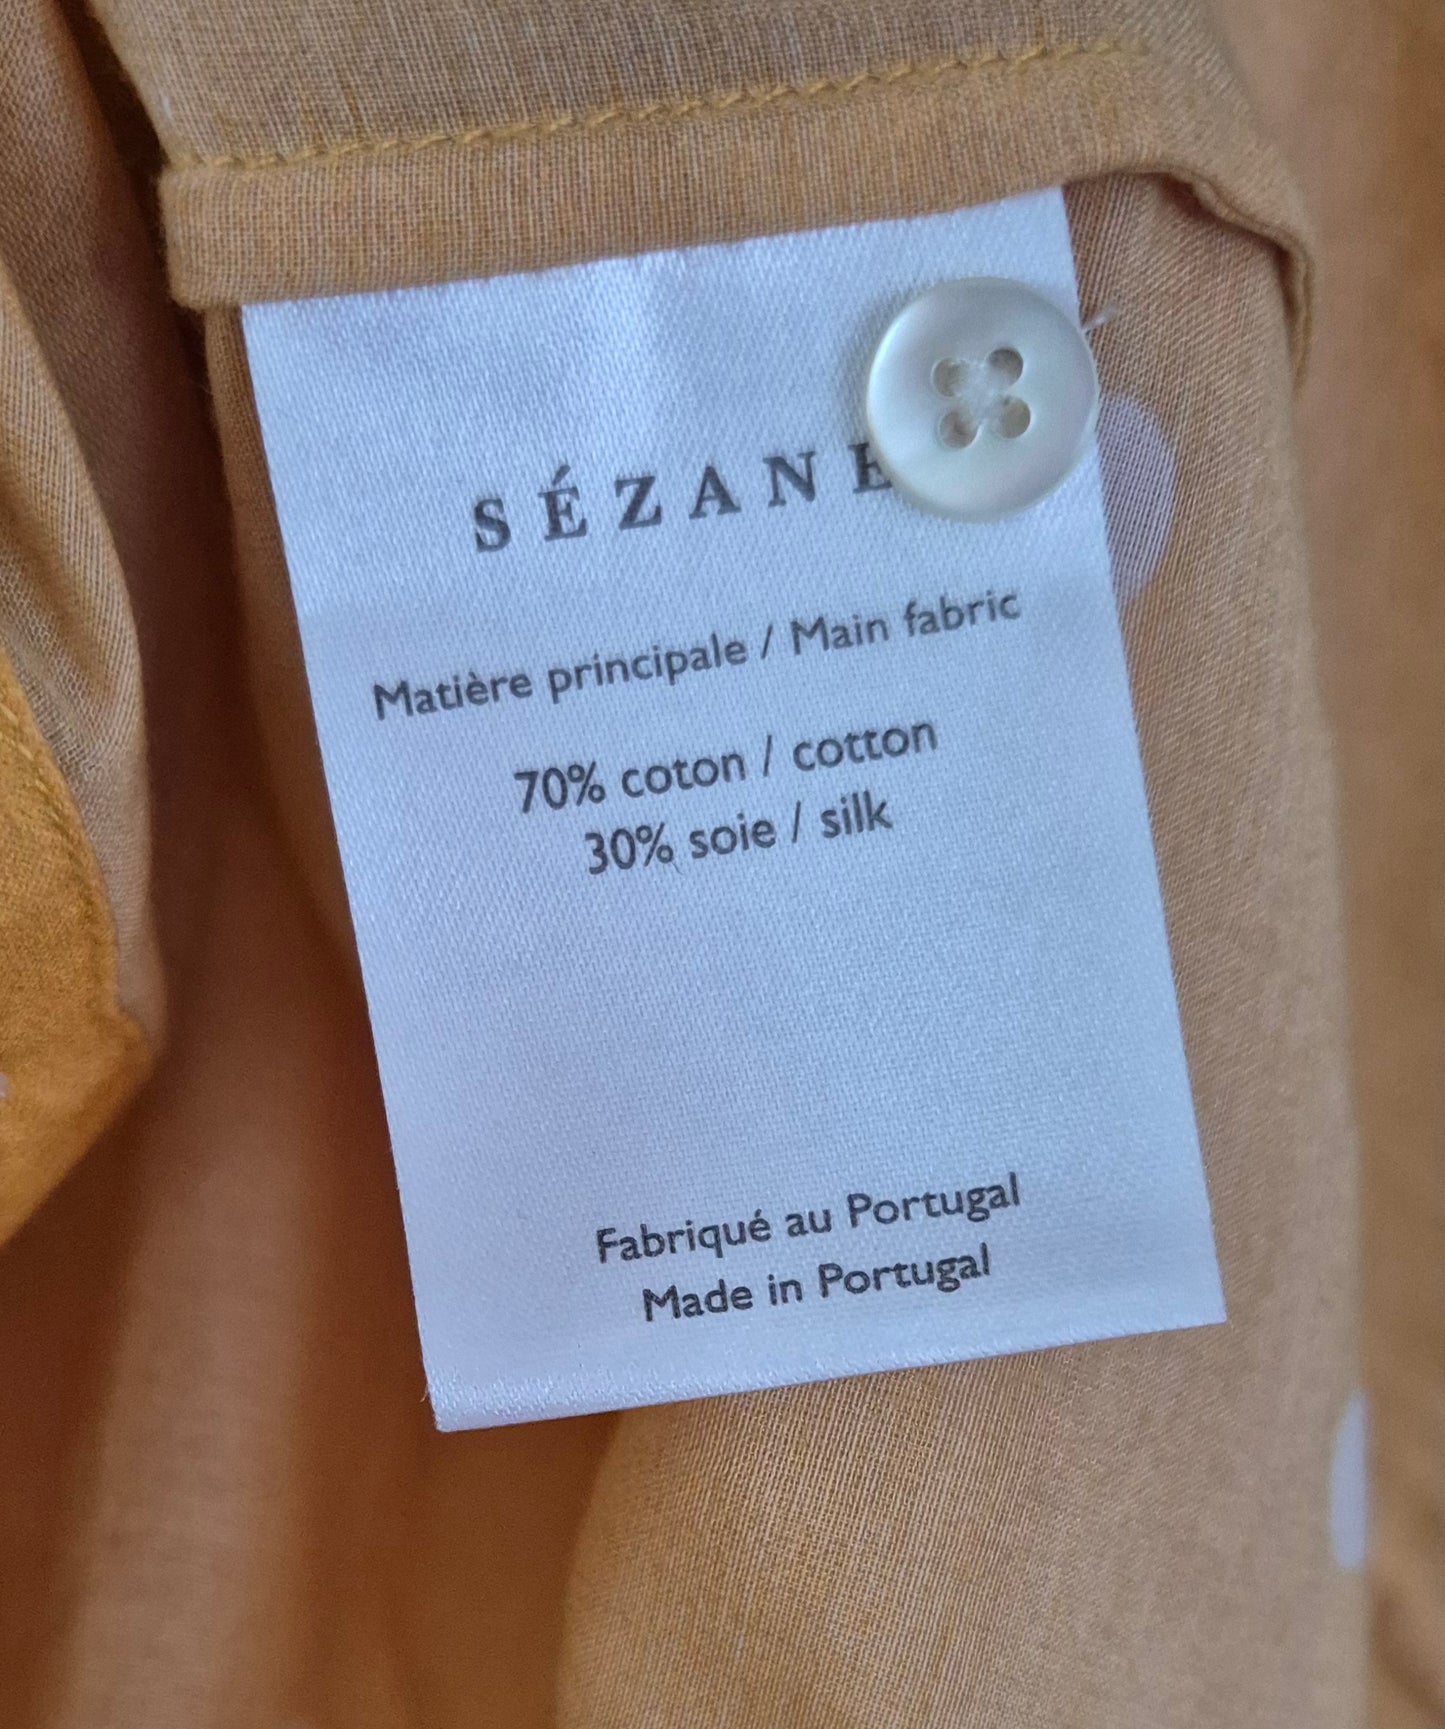 SÉZANE
Matière principale / Main fabric
70% coton / cotton
30% soie / silk
Fabriqué au Portugal
Made in Portugal